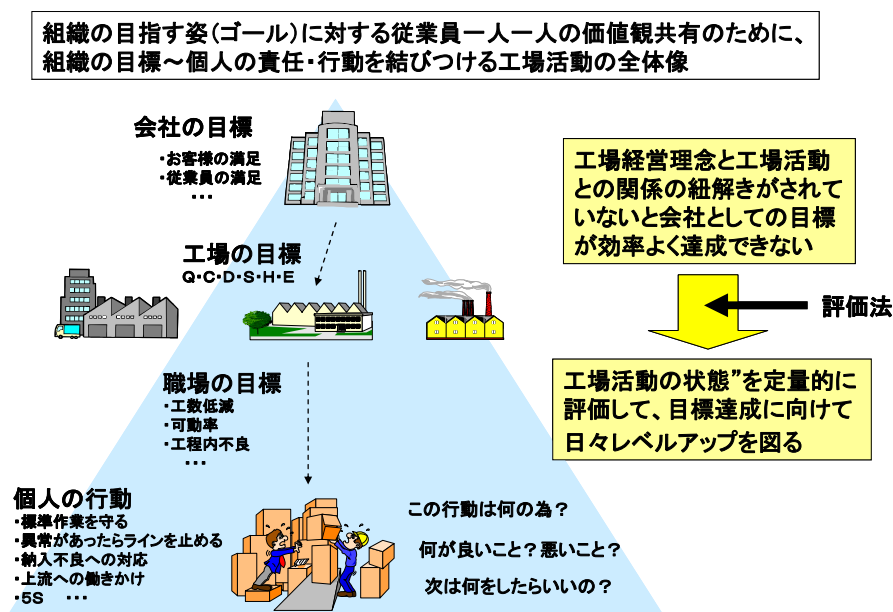 組織の目指す姿(ゴール)に対する従業員一人一人の価値観共有のために、
組織の目標～個人の責任・行動を結びつける工場活動の全体像
会社の目標
・お客様の満足
・従業員の満足
・・・
工場の目標
Q・C・D・S・H・E
職場の目標
・工数低減
・可動率
・工程内不良
・・・
個人の行動
・標準作業を守る
・異常があったらラインを止める
・納入不良への対応
・上流への働きかけ
・5S ・・・
この行動は何の為？
何が良いこと？悪いこと？
次は何をしたらいいの？
工場経営理念と工場活動
との関係の紐解きがされて
いないと会社としての目標
が効率よく達成できない
評価法
工場活動の状態”を定量的に
評価して、目標達成に向けて
日々レベルアップを図る